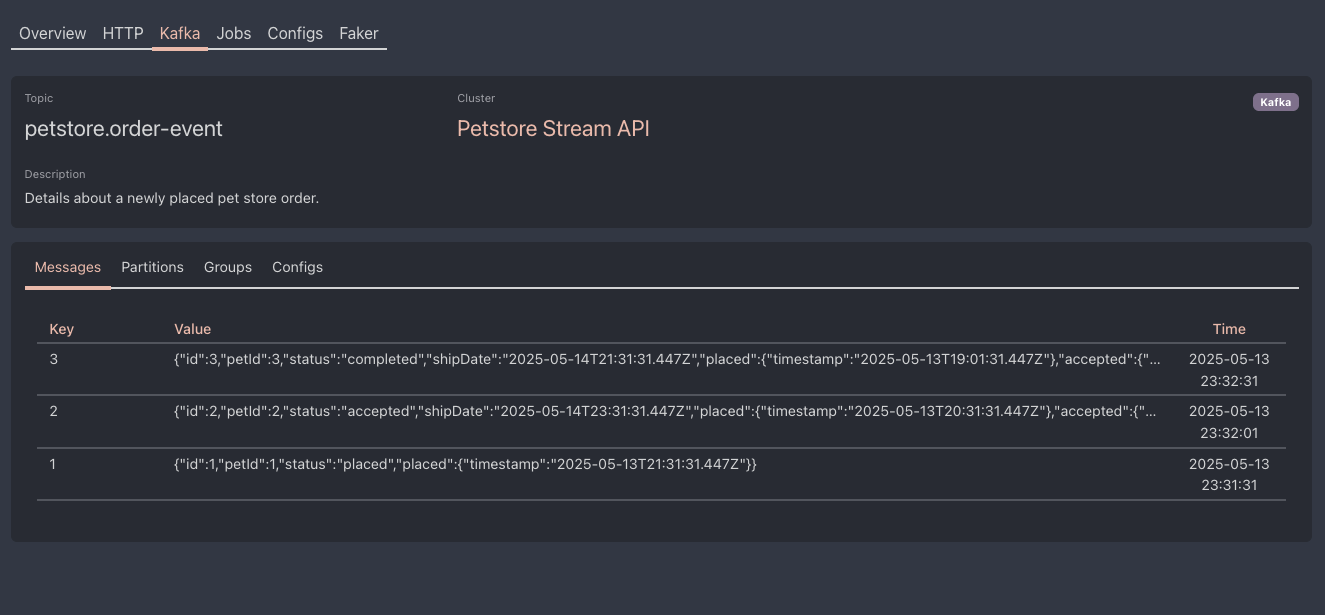 Overview HTTP Kafka Jobs Configs Faker
Topic Cluster Kafka
petstore.order-event Petstore Stream API
Description
Details about a newly placed pet store order.
Messages Partitions Groups Configs
Key Value Time
3 {"id":3,"petId":3,"status":"completed","shipDate":"2025-05-14T21:31:31.447Z","placed":{"timestamp":"2025-05-13T19:01:31.447Z"},"accepted":{"... 2025-05-13
23:32:31
2 {"id":2,"petId":2,"status":"accepted","shipDate":"2025-05-14T23:31:31.447Z","placed":{"timestamp":"2025-05-13T20:31:31.447Z"},"accepted":{"... 2025-05-13
23:32:01
1 {"id":1,"petId":1,"status":"placed","placed":{"timestamp":"2025-05-13T21:31:31.447Z"}} 2025-05-13
23:31:31